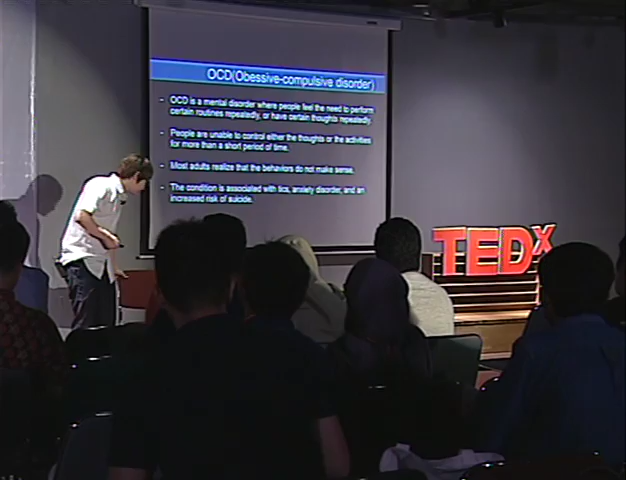 OCD(Obessive-compulsive disorder)
- OCD is a mental disorder where people feel the need to perform
certain routines repeatedly, or have certain thoughts repeatedly.
- People are unable to control either the thoughts or the activities
for more than a short period of time.
- Most adults realize that the behaviors do not make sense.
- The condition is associated with tics, anxiety disorder, and an
increased risk of suicide.
TEDx